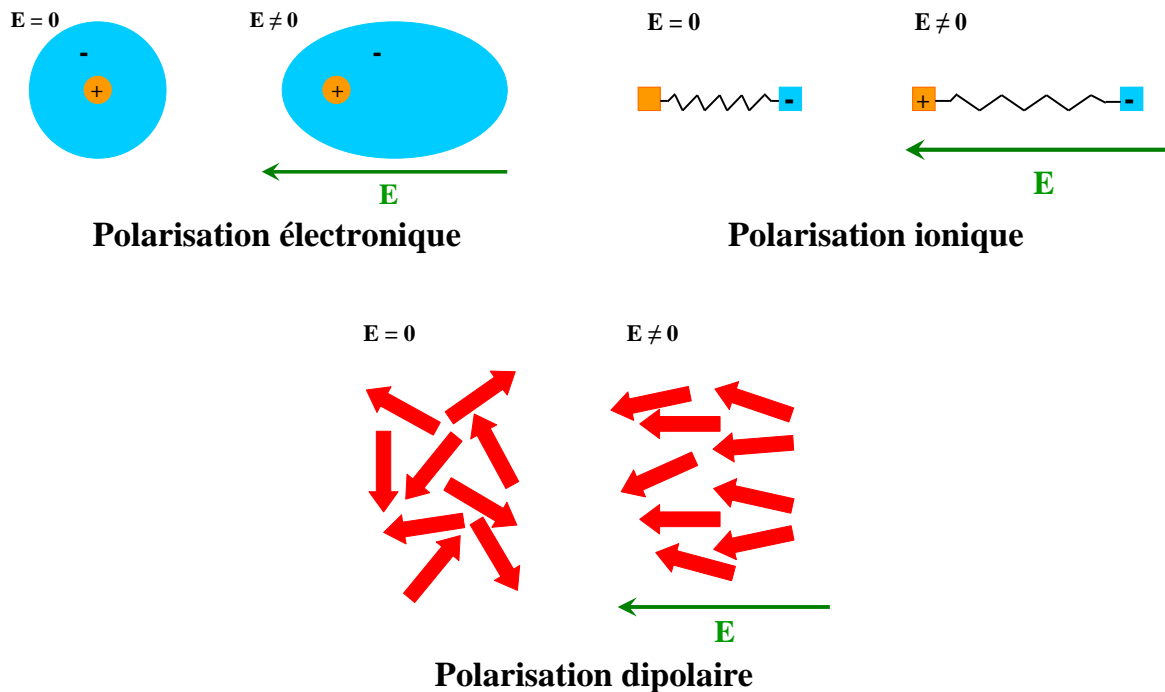 E = 0
E ≠ 0
-
+
-
+
E
Polarisation électronique
E = 0
E ≠ 0
-
+
-
E
Polarisation ionique
E = 0
E ≠ 0
E
Polarisation dipolaire